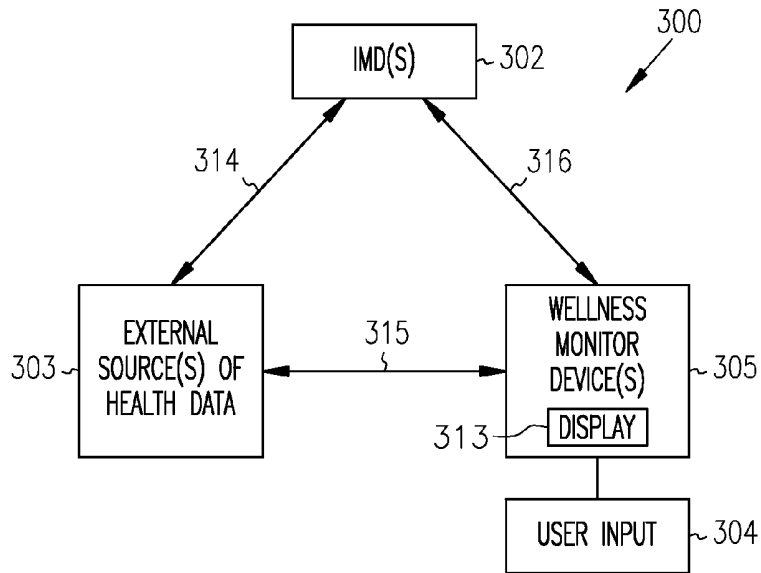 300
IMD(S)
302
314
316
EXTERNAL
SOURCE(S) OF
HEALTH DATA
303
315
WELLNESS
MONITOR
DEVICE(S)
305
313
DISPLAY
USER INPUT
304